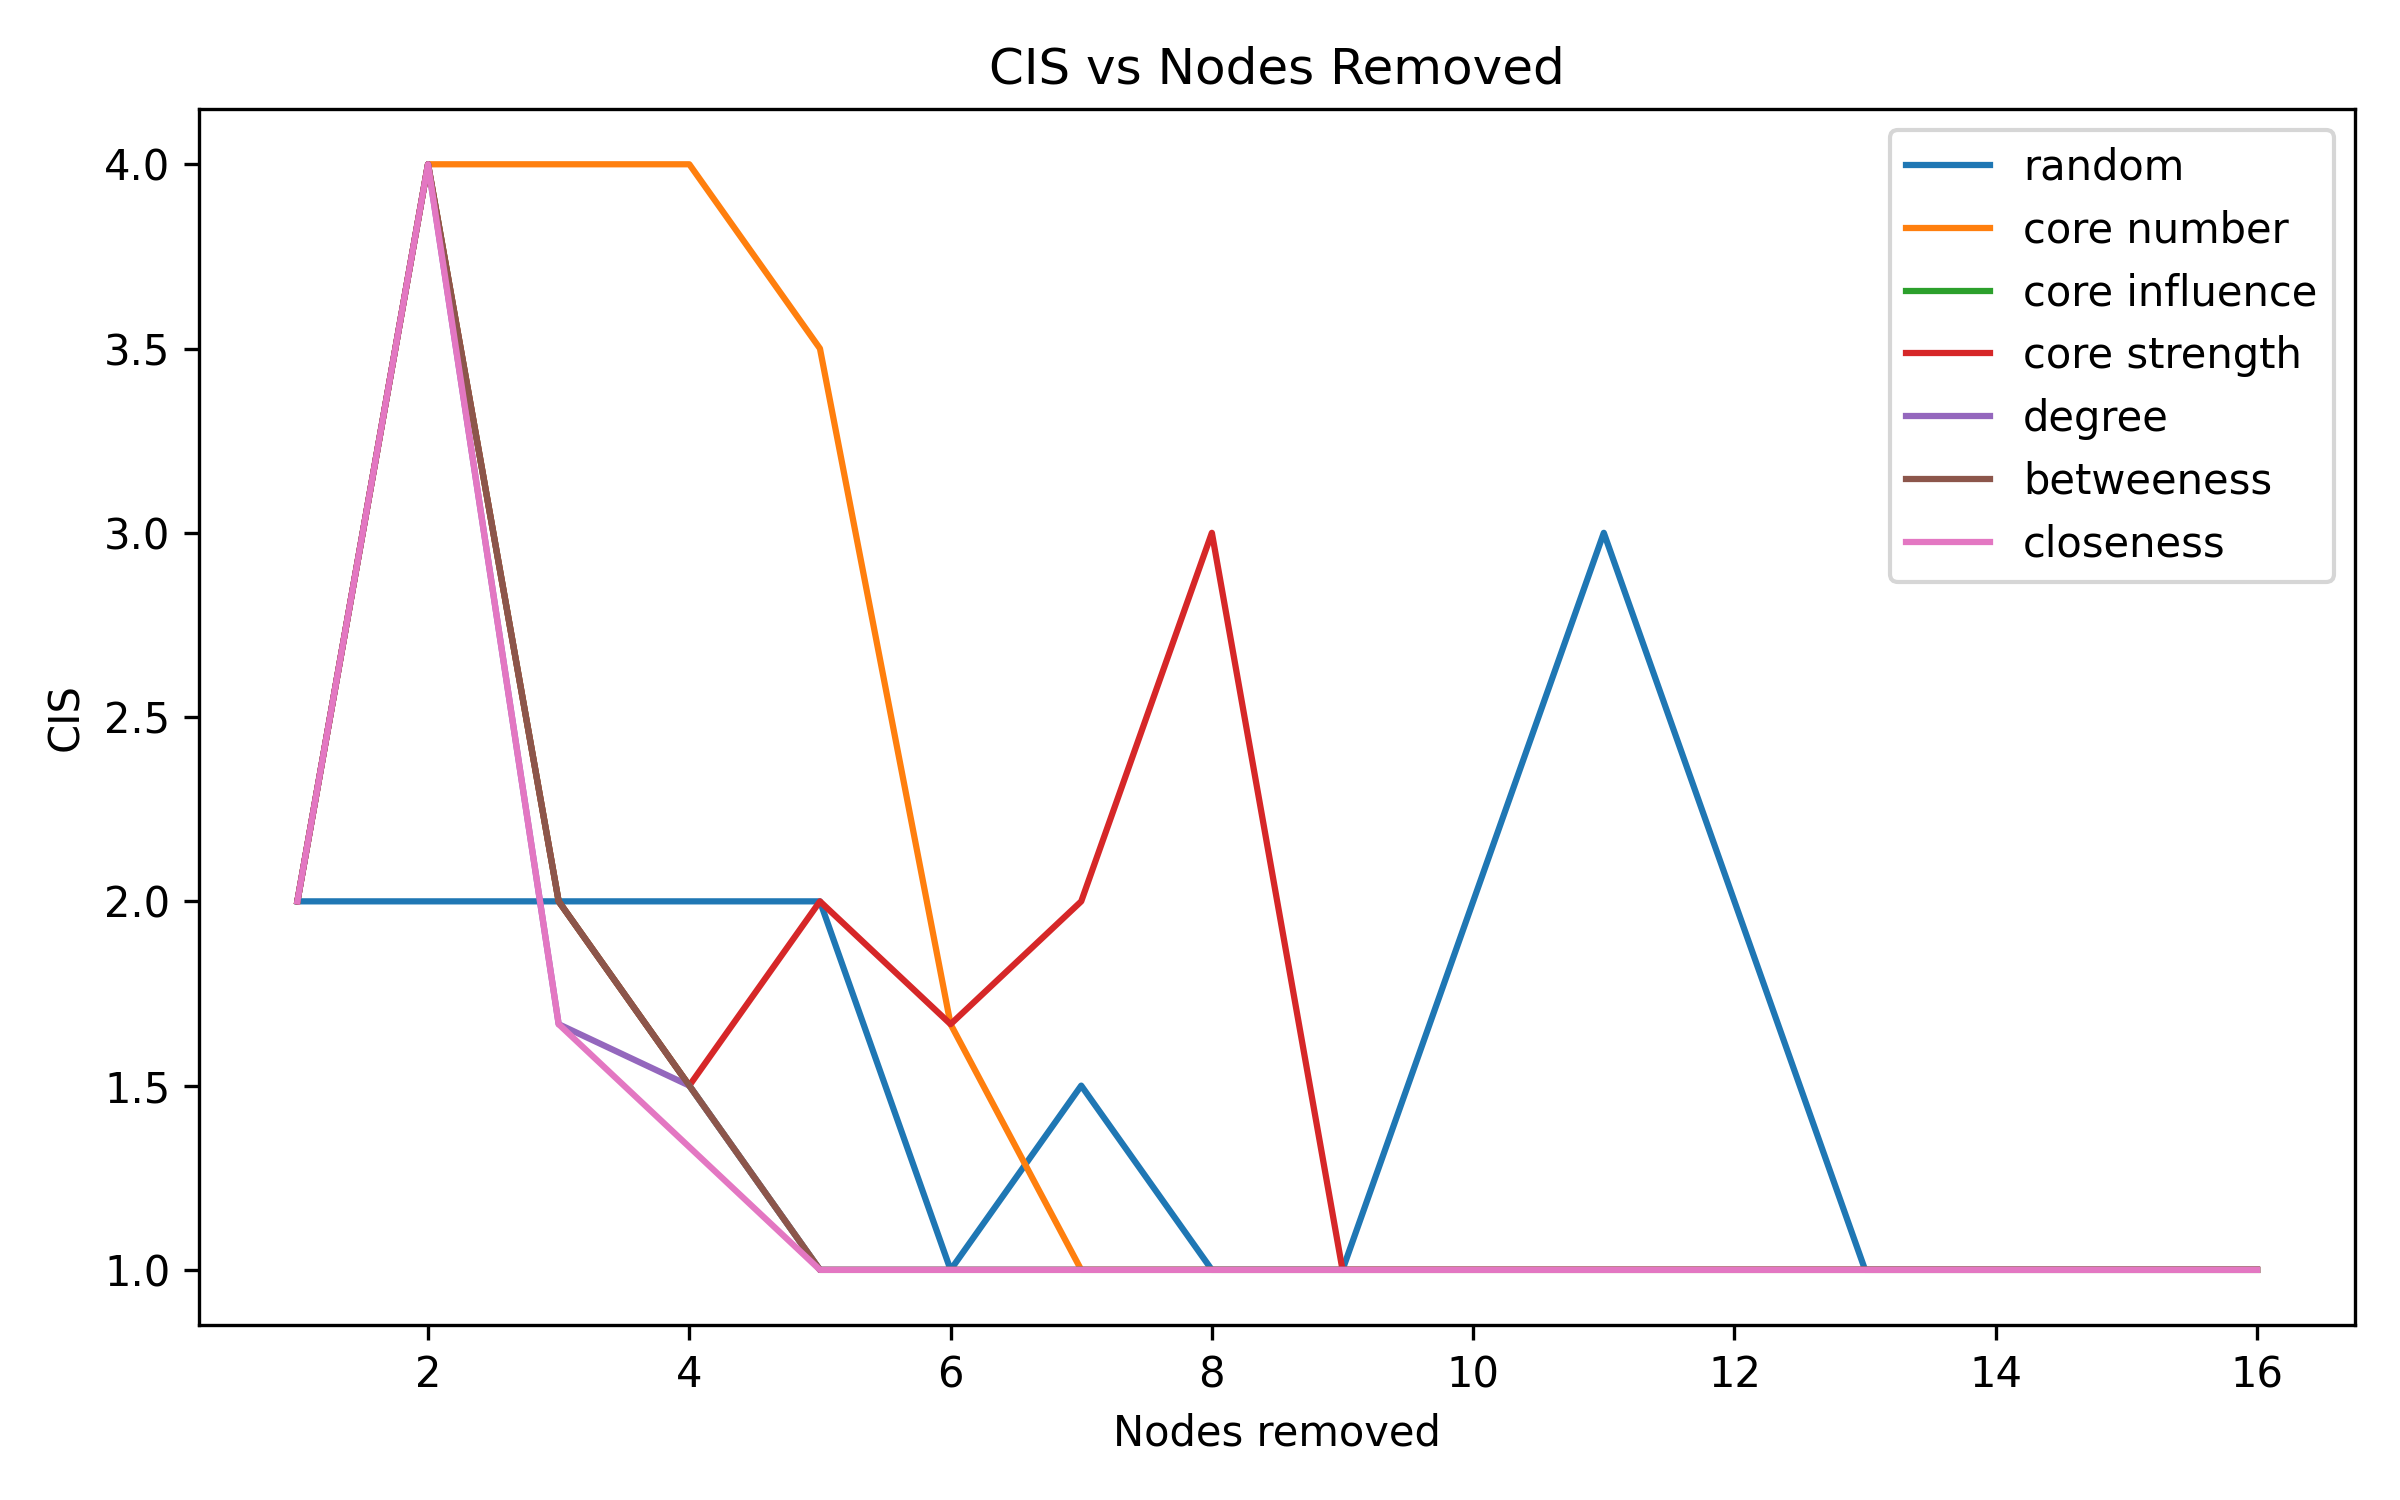 CIS vs Nodes Removed
4.0
3.5
3.0
2.5
2.0
1.5
1.0
CIS
random
core number
core influence
core strength
degree
betweeness
closeness
2 4 6 8 10 12 14 16
Nodes removed